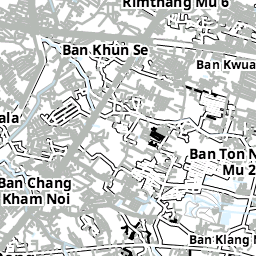 Rimthang Mu 6
Ban Khun Se
Ban Kwua
ala
Ban Ton N
Mu 2
Ban Chang
Kham Noi
Ban Klang